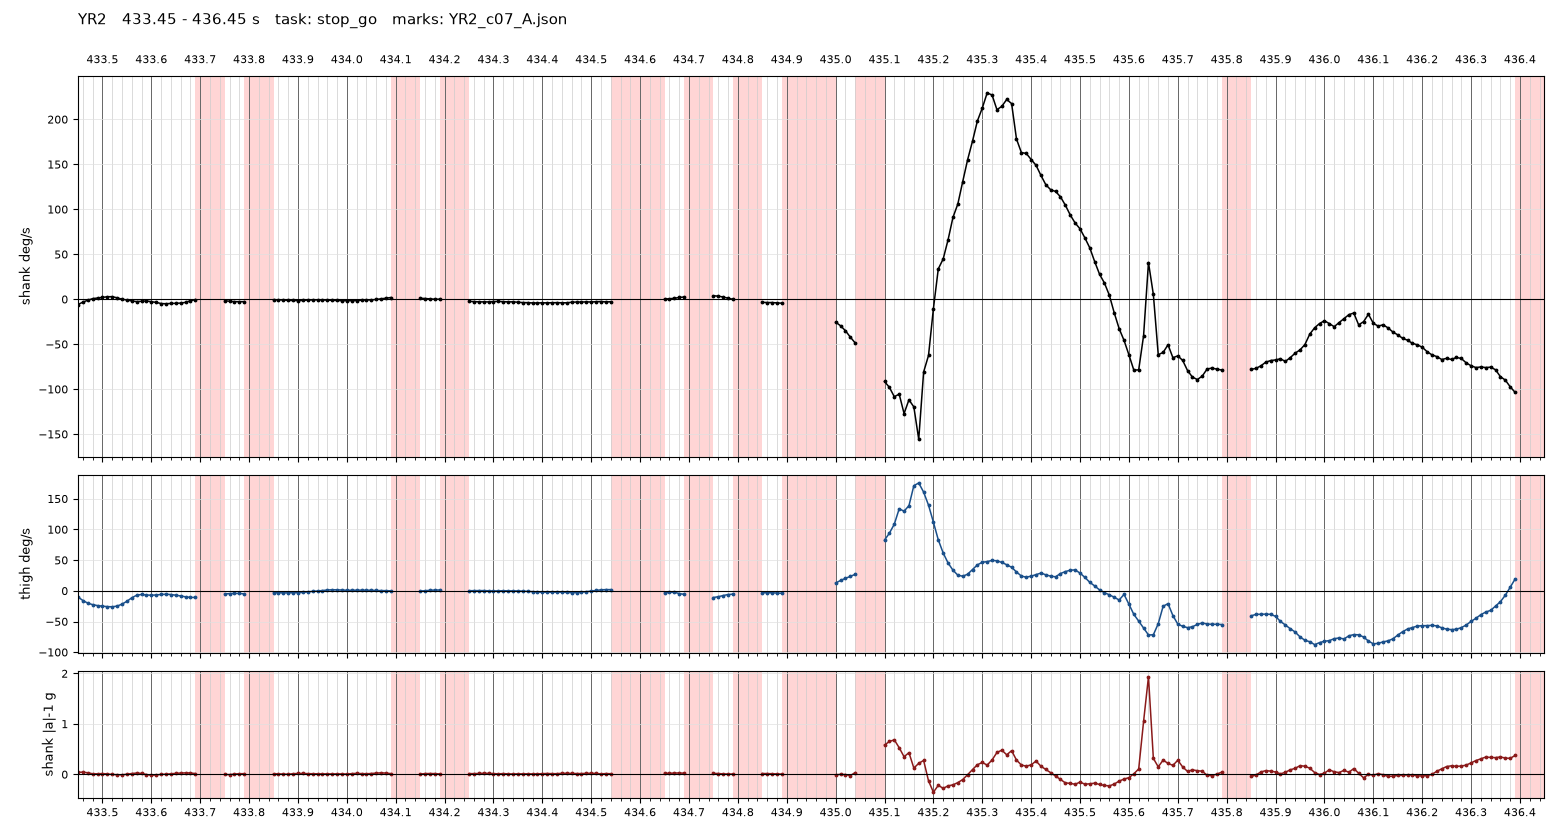 YR2   433.45 - 436.45 s   task: stop_go   marks: YR2_c07_A.json
433.5 433.6 433.7 433.8 433.9 434.0 434.1 434.2 434.3 434.4 434.5 434.6 434.7 434.8 434.9 435.0 435.1 435.2 435.3 435.4 435.5 435.6 435.7 435.8 435.9 436.0 436.1 436.2 436.3 436.4
shank deg/s
200
150
100
50
0
−50
−100
−150
thigh deg/s
150
100
50
0
−50
−100
shank |a|-1 g
2
1
0
433.5 433.6 433.7 433.8 433.9 434.0 434.1 434.2 434.3 434.4 434.5 434.6 434.7 434.8 434.9 435.0 435.1 435.2 435.3 435.4 435.5 435.6 435.7 435.8 435.9 436.0 436.1 436.2 436.3 436.4